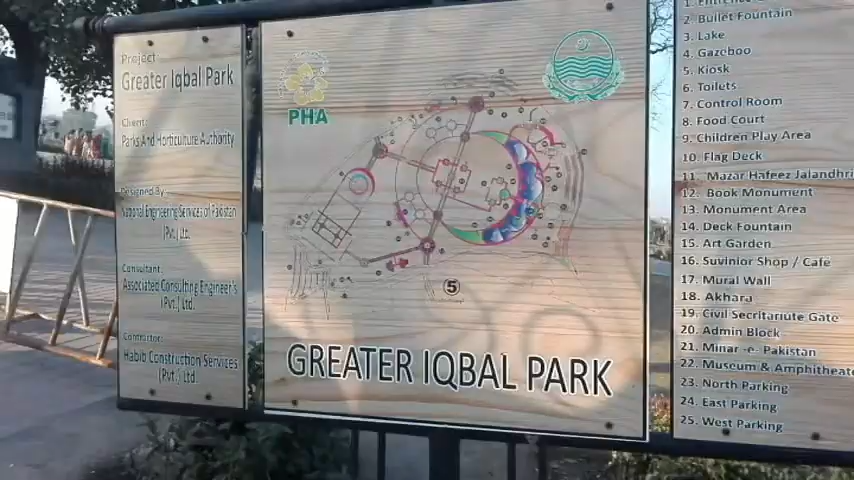 Project:
Greater Iqbal Park
Client:
Parks And Horticulture Authority
Designed By:
National Engineering Services of Pakistan
(Pvt.) Ltd.
Consultant:
Associated Consulting Engineer's
(Pvt.) Ltd.
Contractor:
Habib Construction Services
(Pvt.) Ltd.
PHA
5
GREATER IQBAL PARK
1. Entrance
2. Bullet Fountain
3. Lake
4. Gazeboo
5. Kiosk
6. Toilets
7. Control Room
8. Food Court
9. Children Play Area
10. Flag Deck
11. Mazar Hafeez Jalandhri
12. Book Monument
13. Monument Area
14. Deck Fountain
15. Art Garden
16. Suvinior Shop / Café
17. Mural Wall
18. Akhara
19. Civil Secritariute Gate
20. Admin Block
21. Minar -e- Pakistan
22. Museum & Amphitheate
23. North Parking
24. East Parking
25. West Parking